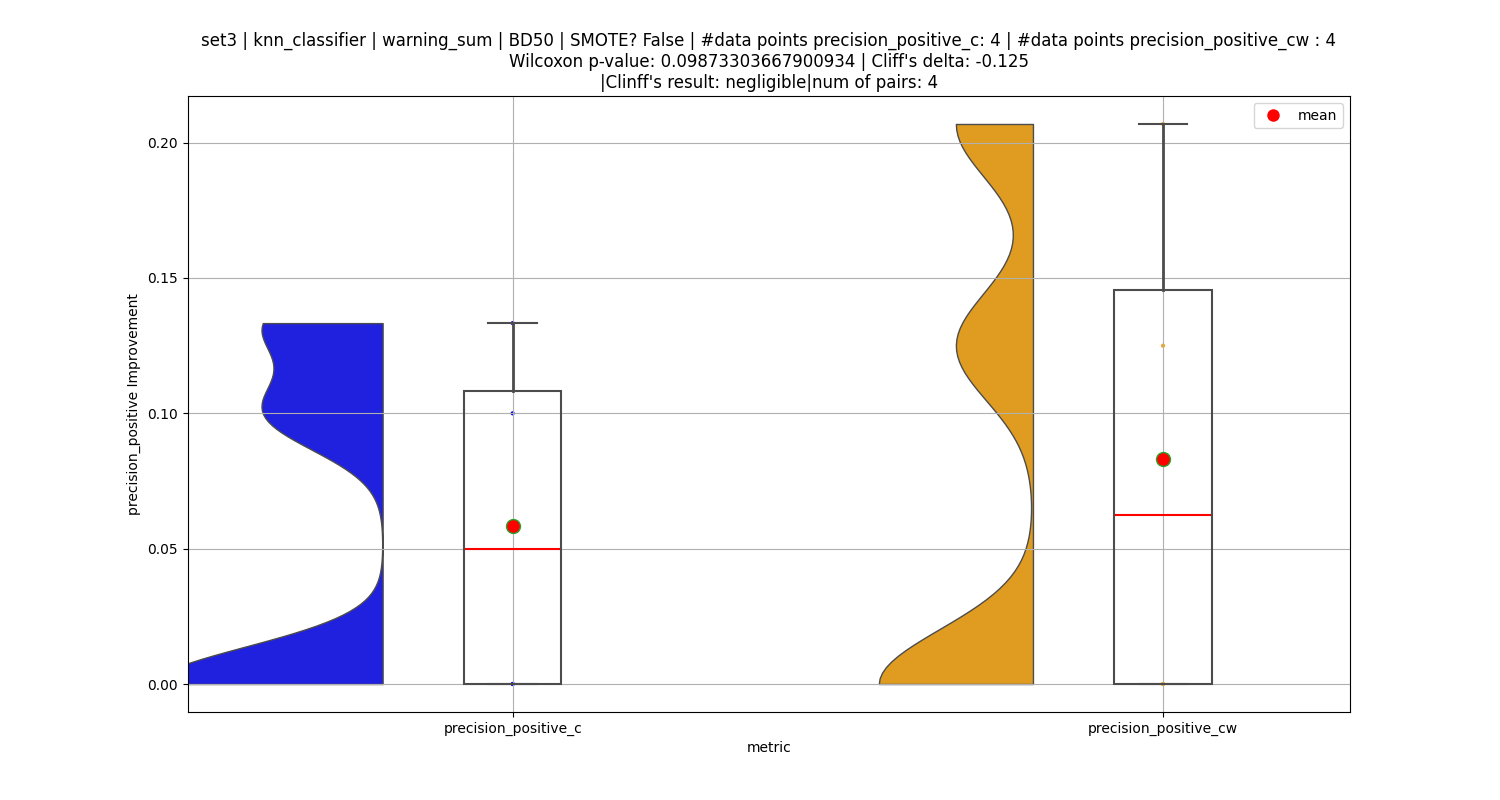 set3 | knn_classifier | warning_sum | BD50 | SMOTE? False | #data points precision_positive_c: 4 | #data points precision_positive_cw : 4
Wilcoxon p-value: 0.09873303667900934 | Cliff's delta: -0.125
|Clinff's result: negligible|num of pairs: 4
mean
0.20
0.15
0.10
0.05
0.00
precision_positive Improvement
precision_positive_c
precision_positive_cw
metric